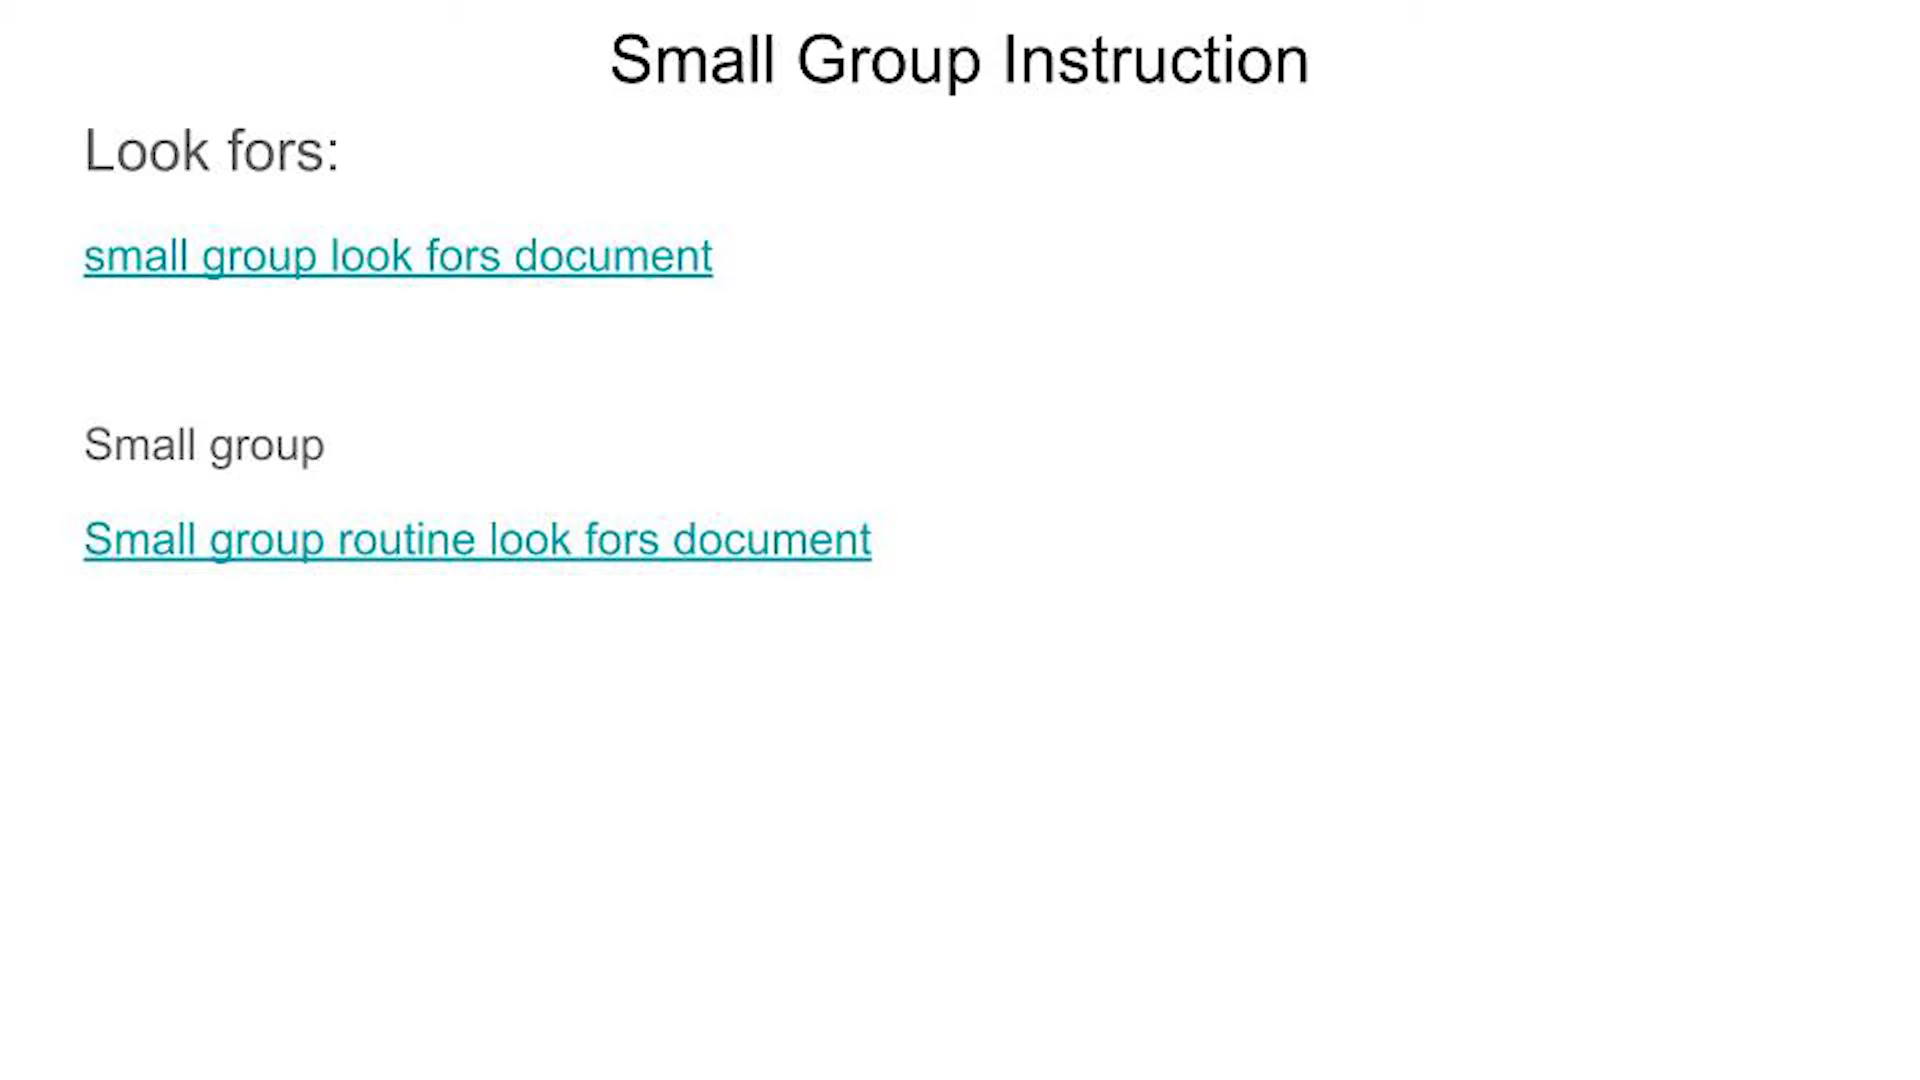 Small Group Instruction
Look fors:
small group look fors document
Small group
Small group routine look fors document